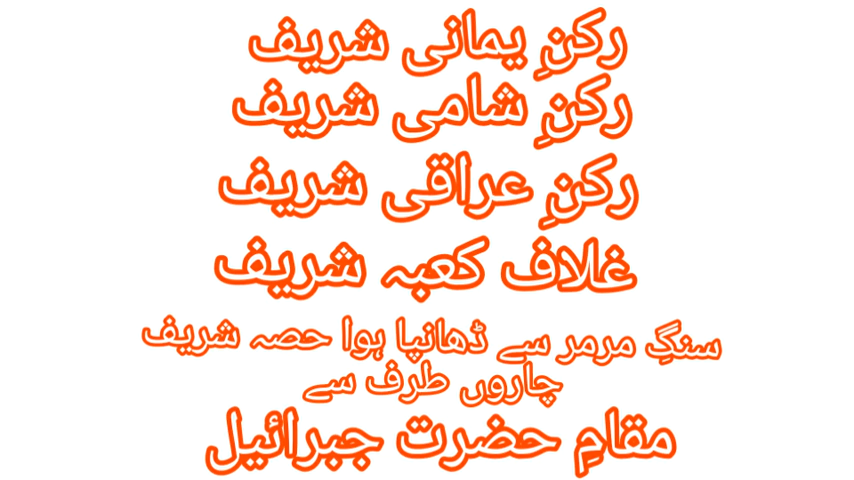 رکنِ یمانی شریف
رکنِ شامی شریف
رکنِ عراقی شریف
غلاف کعبہ شریف
سنگِ مرمر سے ڈھانپا ہوا حصہ شریف
چاروں طرف سے
مقامِ حضرت جبرائیل